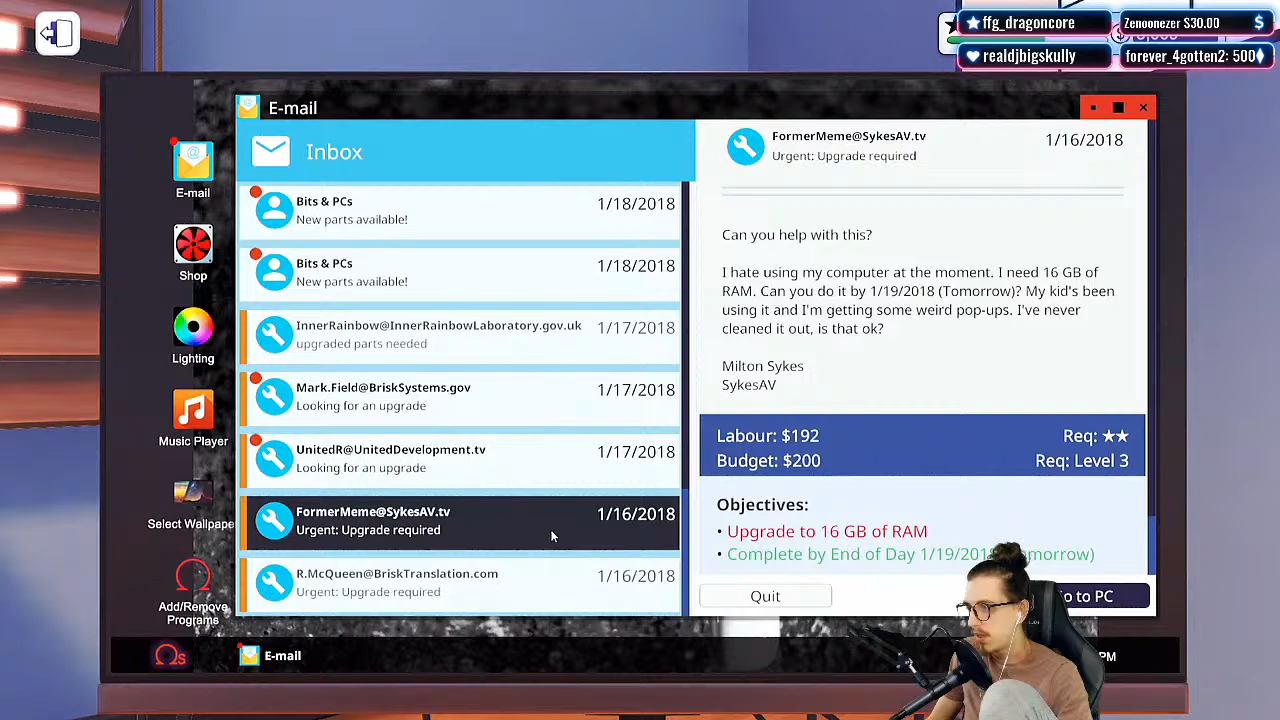 ffg_dragoncore
Zenoonezer $30.00
realdjbigskully
forever_4gotten2: 500
E-mail
Inbox
Bits & PCs
1/18/2018
New parts available!
Bits & PCs
1/18/2018
New parts available!
InnerRainbow@InnerRainbowLaboratory.gov.uk
1/17/2018
upgraded parts needed
Mark.Field@BriskSystems.gov
1/17/2018
Looking for an upgrade
UnitedR@UnitedDevelopment.tv
1/17/2018
Looking for an upgrade
FormerMeme@SykesAV.tv
1/16/2018
Urgent: Upgrade required
R.McQueen@BriskTranslation.com
1/16/2018
Urgent: Upgrade required
FormerMeme@SykesAV.tv
1/16/2018
Urgent: Upgrade required
Can you help with this?
I hate using my computer at the moment. I need 16 GB of
RAM. Can you do it by 1/19/2018 (Tomorrow)? My kid's been
using it and I'm getting some weird pop-ups. I've never
cleaned it out, is that ok?
Milton Sykes
SykesAV
Labour: $192
Req: ★★
Budget: $200
Req: Level 3
Objectives:
• Upgrade to 16 GB of RAM
• Complete by End of Day 1/19/201 morrow)
Quit
to PC
E-mail
Shop
Lighting
Music Player
Select Wallpape
Add/Remove
Programs
Ωs
E-mail
PM